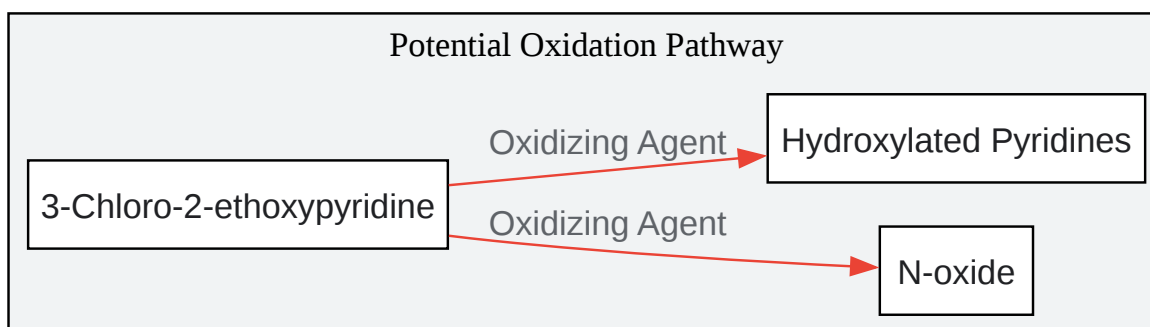 Potential Oxidation Pathway
Oxidizing Agent
Hydroxylated Pyridines
3-Chloro-2-ethoxypyridine
Oxidizing Agent
N-oxide